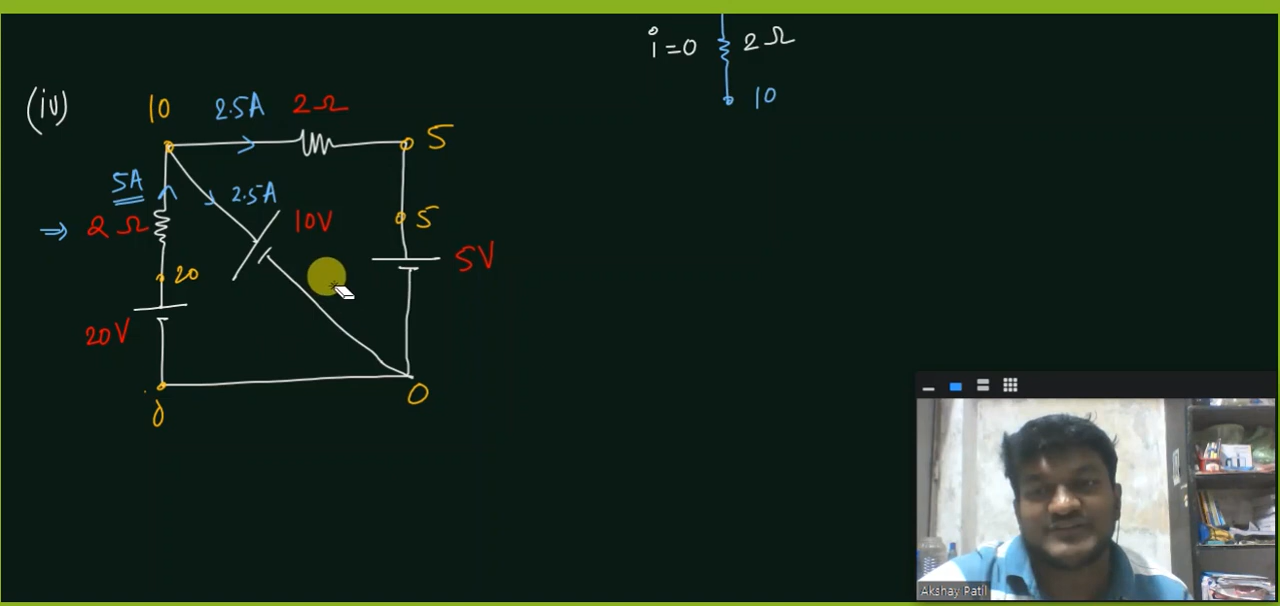 i=0 2 Ω
10
(iv) 10 2.5A 2Ω 5
5A 2.5A
⇒ 2Ω 10V 5
20 5V
20V
0 0
Akshay Patil